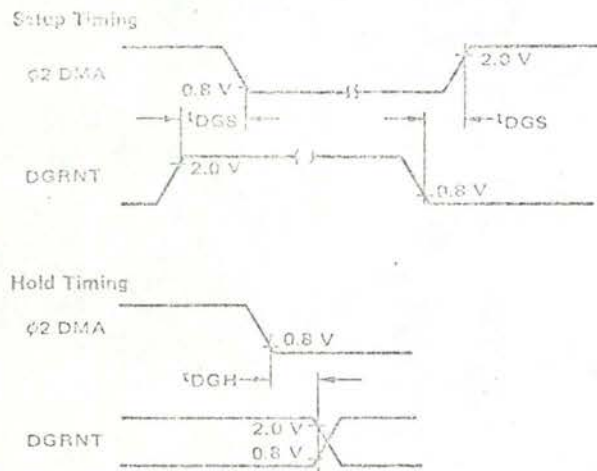 Setup Timing
φ2 DMA
2.0 V
0.8 V
tDGS
tDGS
DGRNT
2.0 V
0.8 V
Hold Timing
φ2 DMA
0.8 V
tDGH
DGRNT
2.0 V
0.8 V